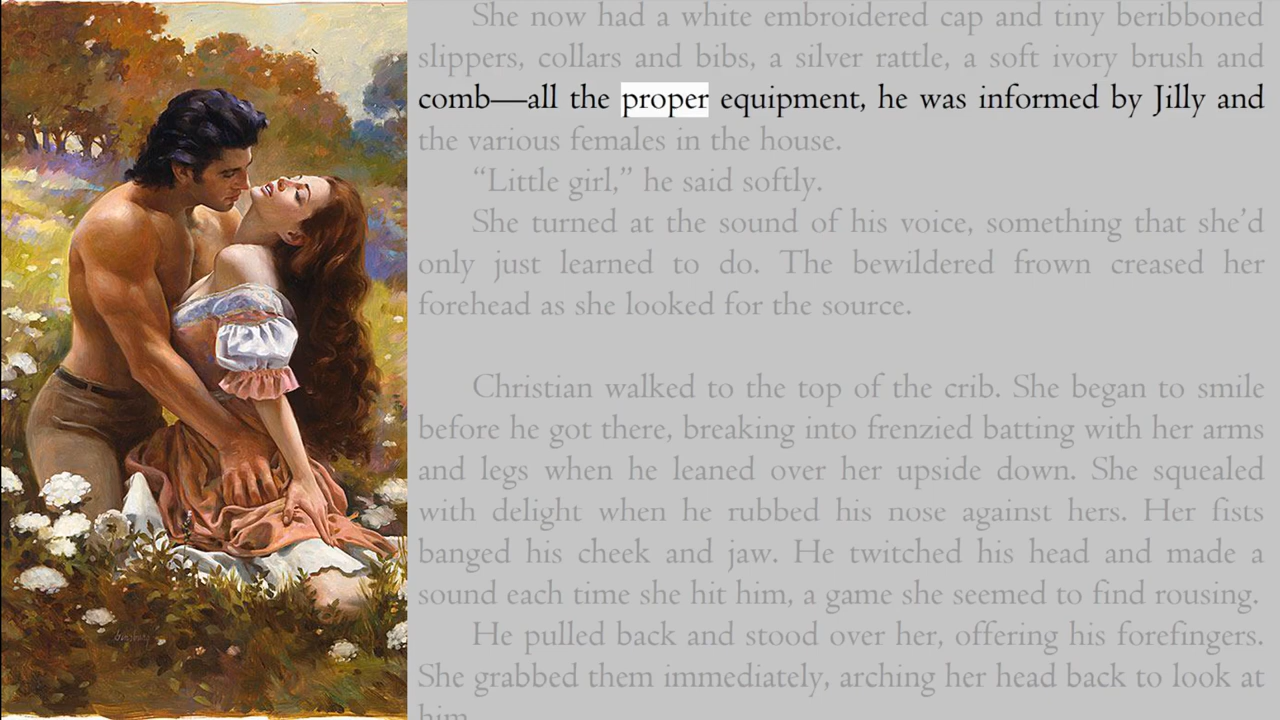 She now had a white embroidered cap and tiny beribboned
slippers, collars and bibs, a silver rattle, a soft ivory brush and
comb—all the proper equipment, he was informed by Jilly and
the various females in the house.
“Little girl,” he said softly.
She turned at the sound of his voice, something that she’d
only just learned to do. The bewildered frown creased her
forehead as she looked for the source.
Christian walked to the top of the crib. She began to smile
before he got there, breaking into frenzied batting with her arms
and legs when he leaned over her upside down. She squealed
with delight when he rubbed his nose against hers. Her fists
banged his cheek and jaw. He twitched his head and made a
sound each time she hit him, a game she seemed to find rousing.
He pulled back and stood over her, offering his forefingers.
She grabbed them immediately, arching her head back to look at
him.